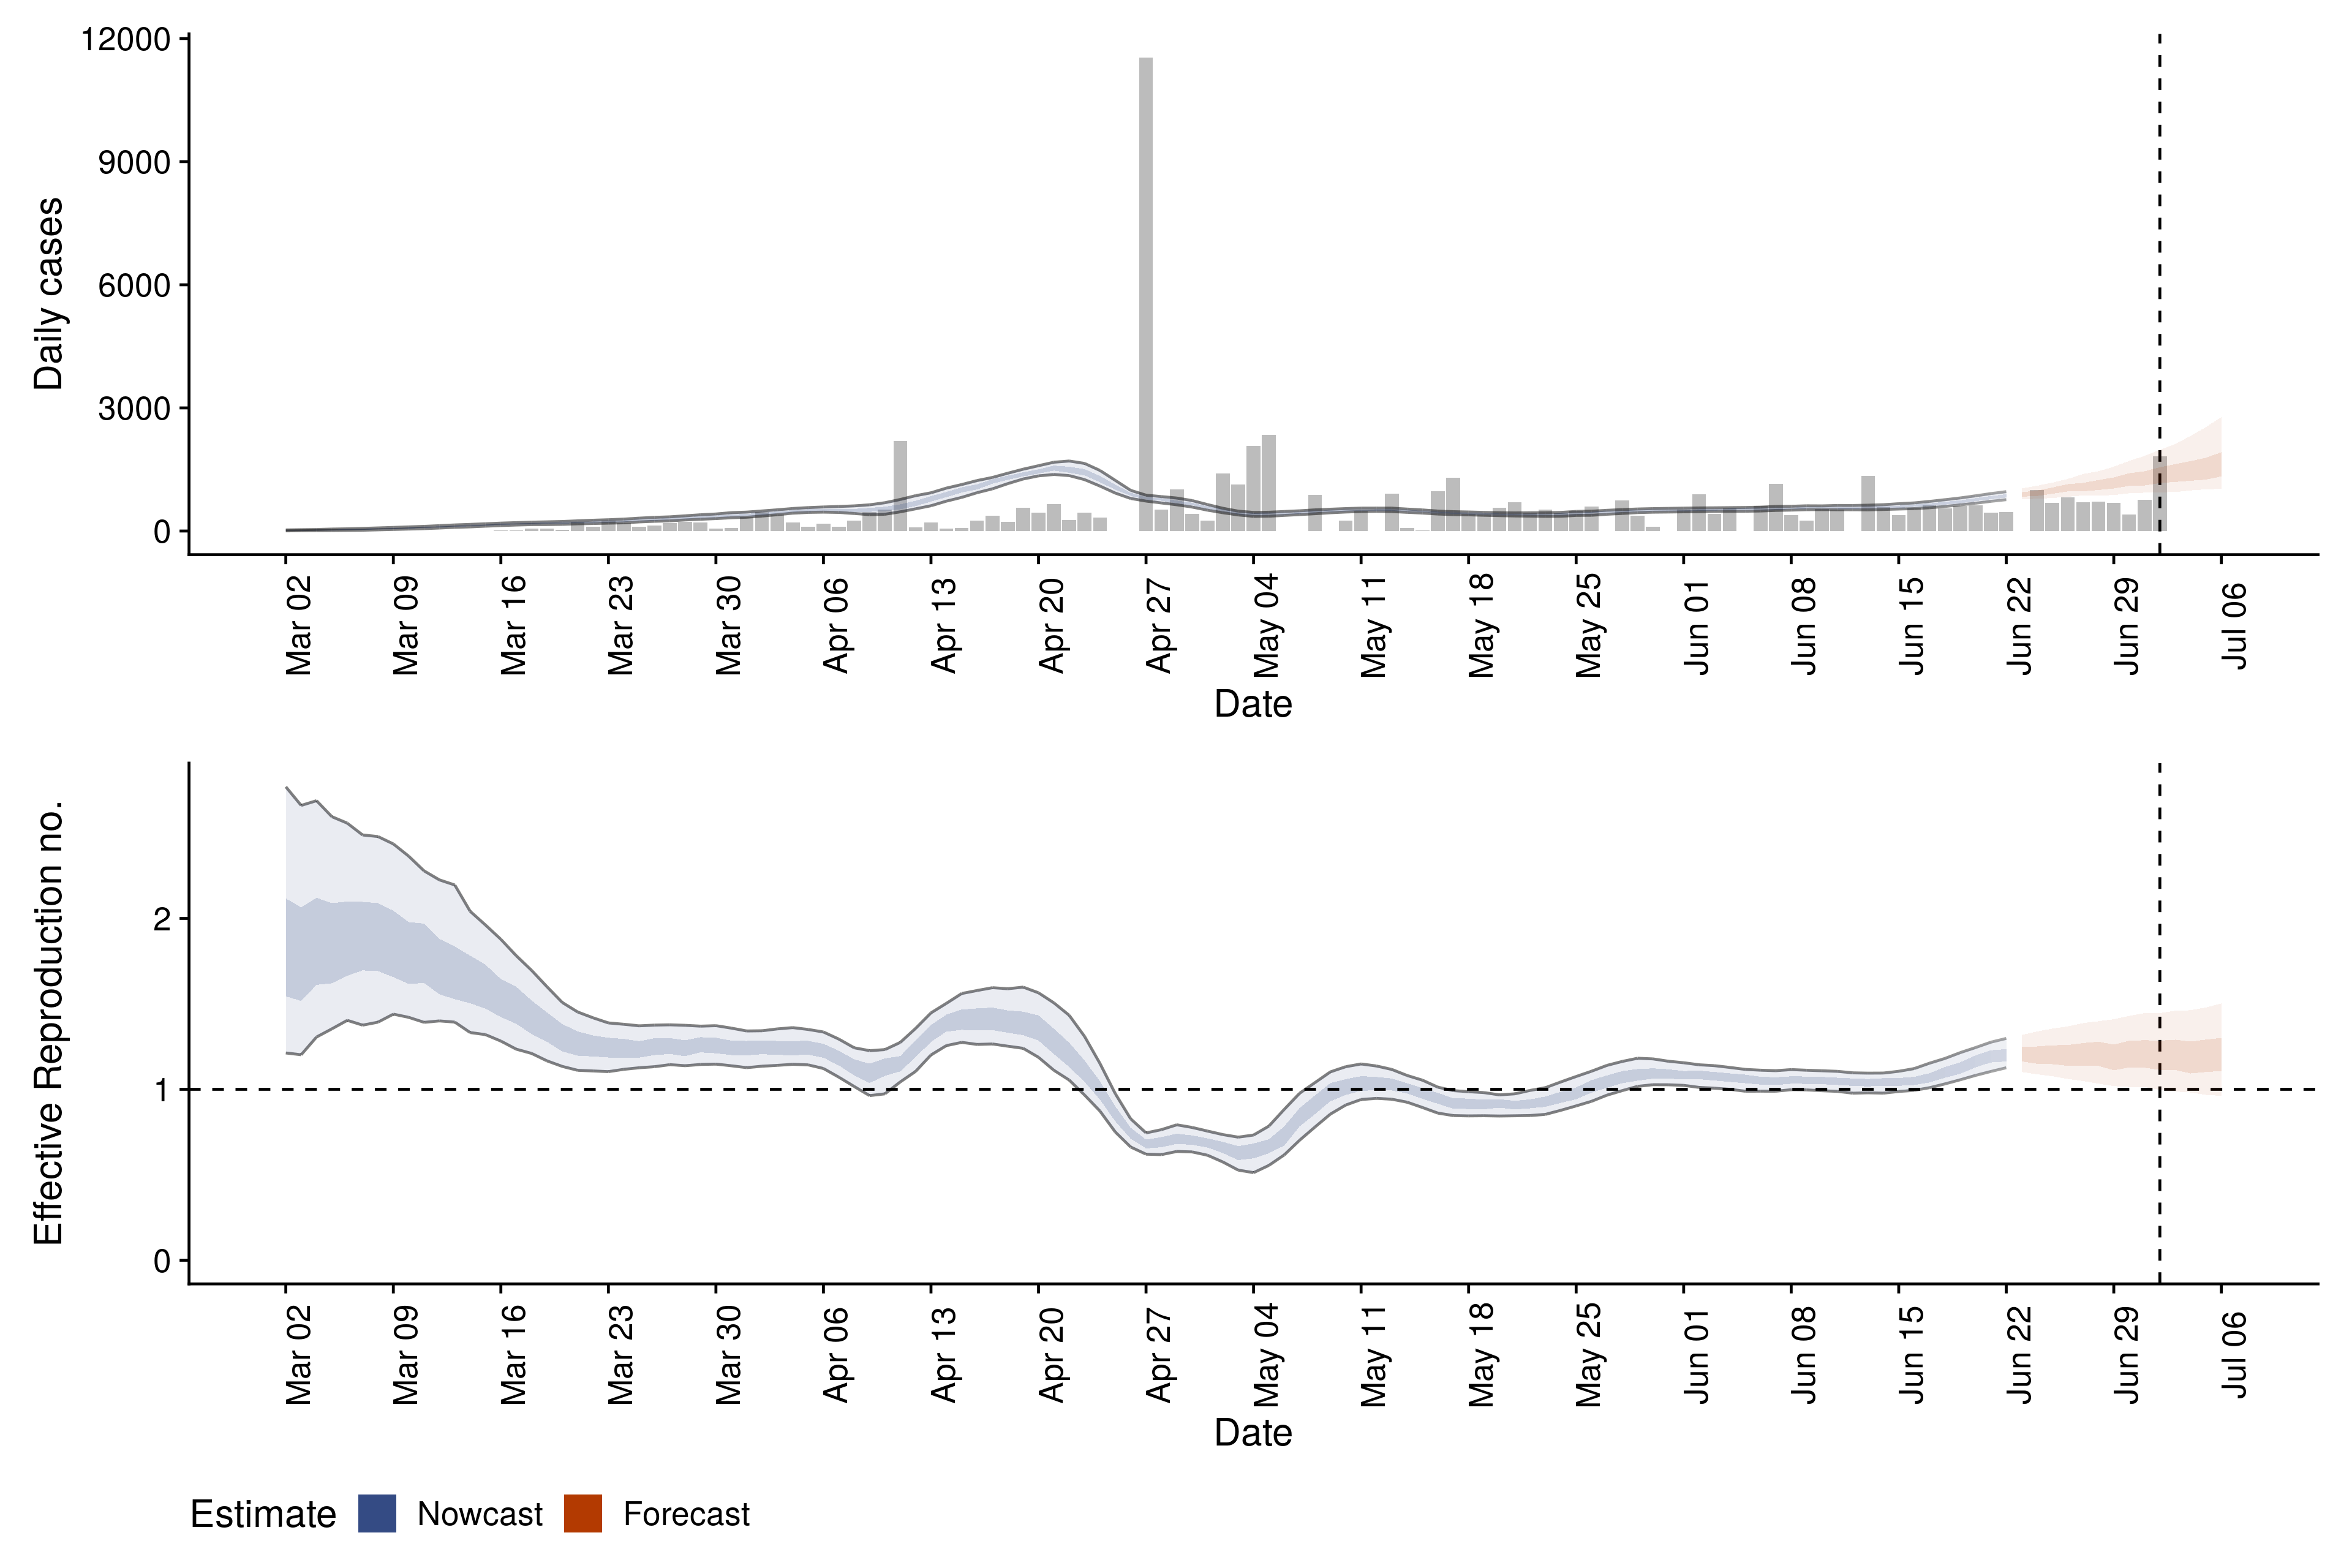 12000
9000
6000
3000
0
Daily cases
Mar 02 Mar 09 Mar 16 Mar 23 Mar 30 Apr 06 Apr 13 Apr 20 Apr 27 May 04 May 11 May 18 May 25 Jun 01 Jun 08 Jun 15 Jun 22 Jun 29 Jul 06
Date
2
1
0
Effective Reproduction no.
Mar 02 Mar 09 Mar 16 Mar 23 Mar 30 Apr 06 Apr 13 Apr 20 Apr 27 May 04 May 11 May 18 May 25 Jun 01 Jun 08 Jun 15 Jun 22 Jun 29 Jul 06
Date
Estimate Nowcast Forecast